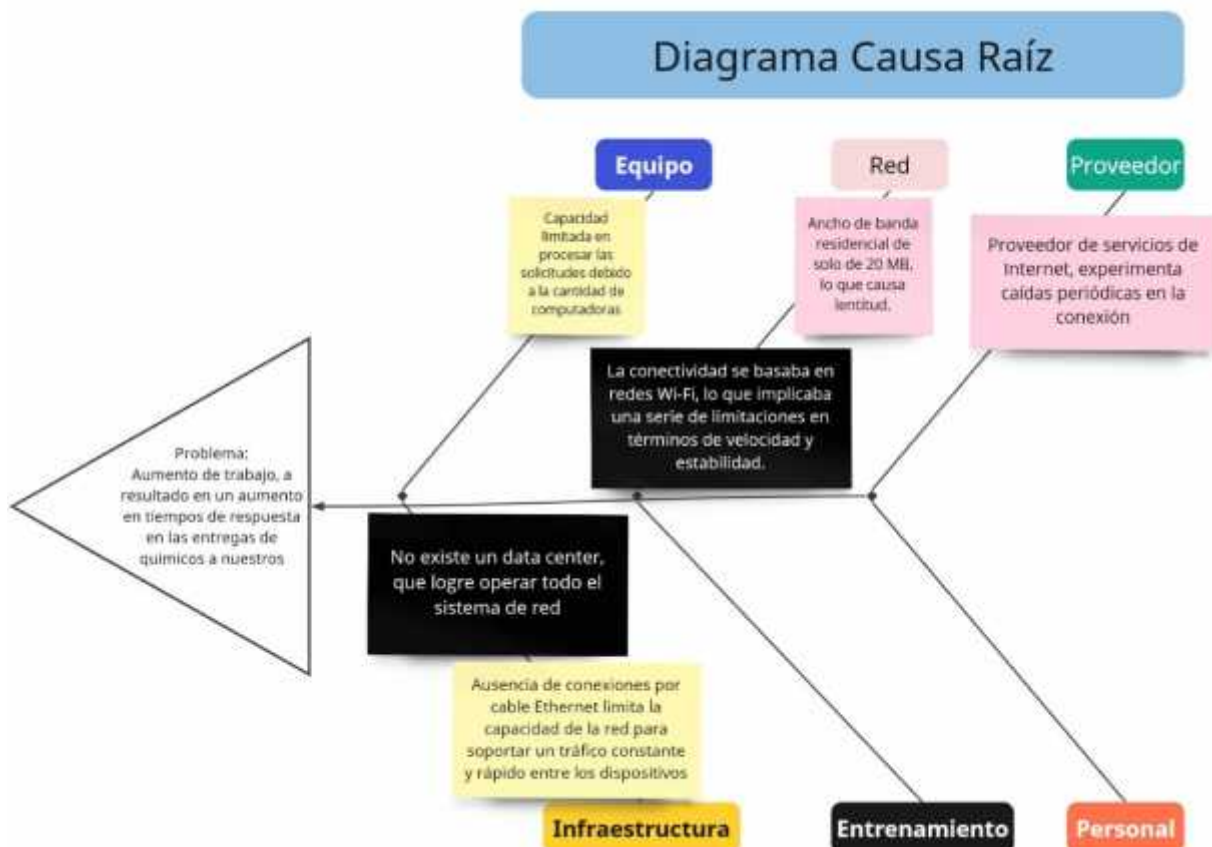 Diagrama Causa Raíz
Equipo
Red
Proveedor
Capacidad
limitada en
procesar las
solicitudes debido
a la cantidad de
computadoras
Ancho de banda
residencial de
solo de 20 MB,
lo que causa
lentitud.
Proveedor de servicios de
Internet, experimenta
caídas periódicas en la
conexión
La conectividad se basaba en
redes Wi-Fi, lo que implicaba
una serie de limitaciones en
términos de velocidad y
estabilidad.
Problema:
Aumento de trabajo, a
resultado en un aumento
en tiempos de respuesta
en las entregas de
quimicos a nuestros
No existe un data center,
que logre operar todo el
sistema de red
Ausencia de conexiones por
cable Ethernet limita la
capacidad de la red para
soportar un tráfico constante
y rápido entre los dispositivos
Infraestructura
Entrenamiento
Personal